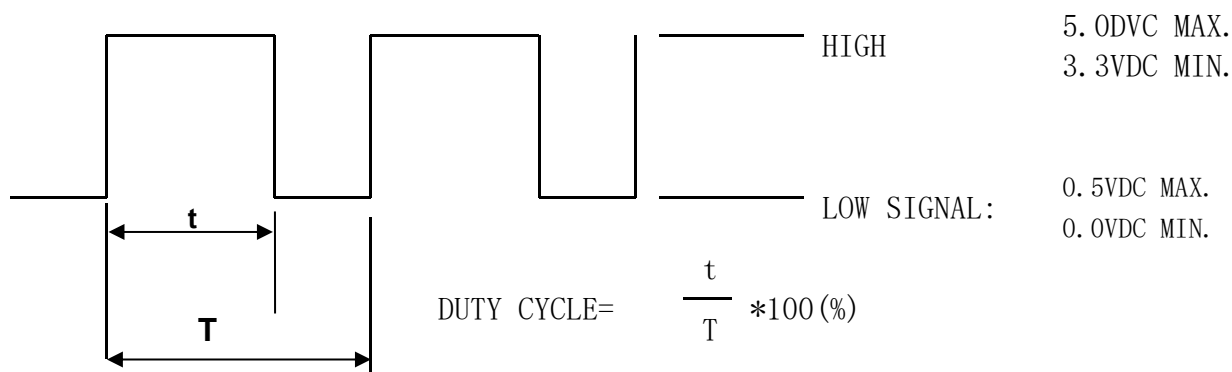 5.0DVC MAX.
HIGH
3.3VDC MIN.
0.5VDC MAX.
t
LOW SIGNAL:
0.0VDC MIN.
t
DUTY CYCLE= *100(%)
T
T